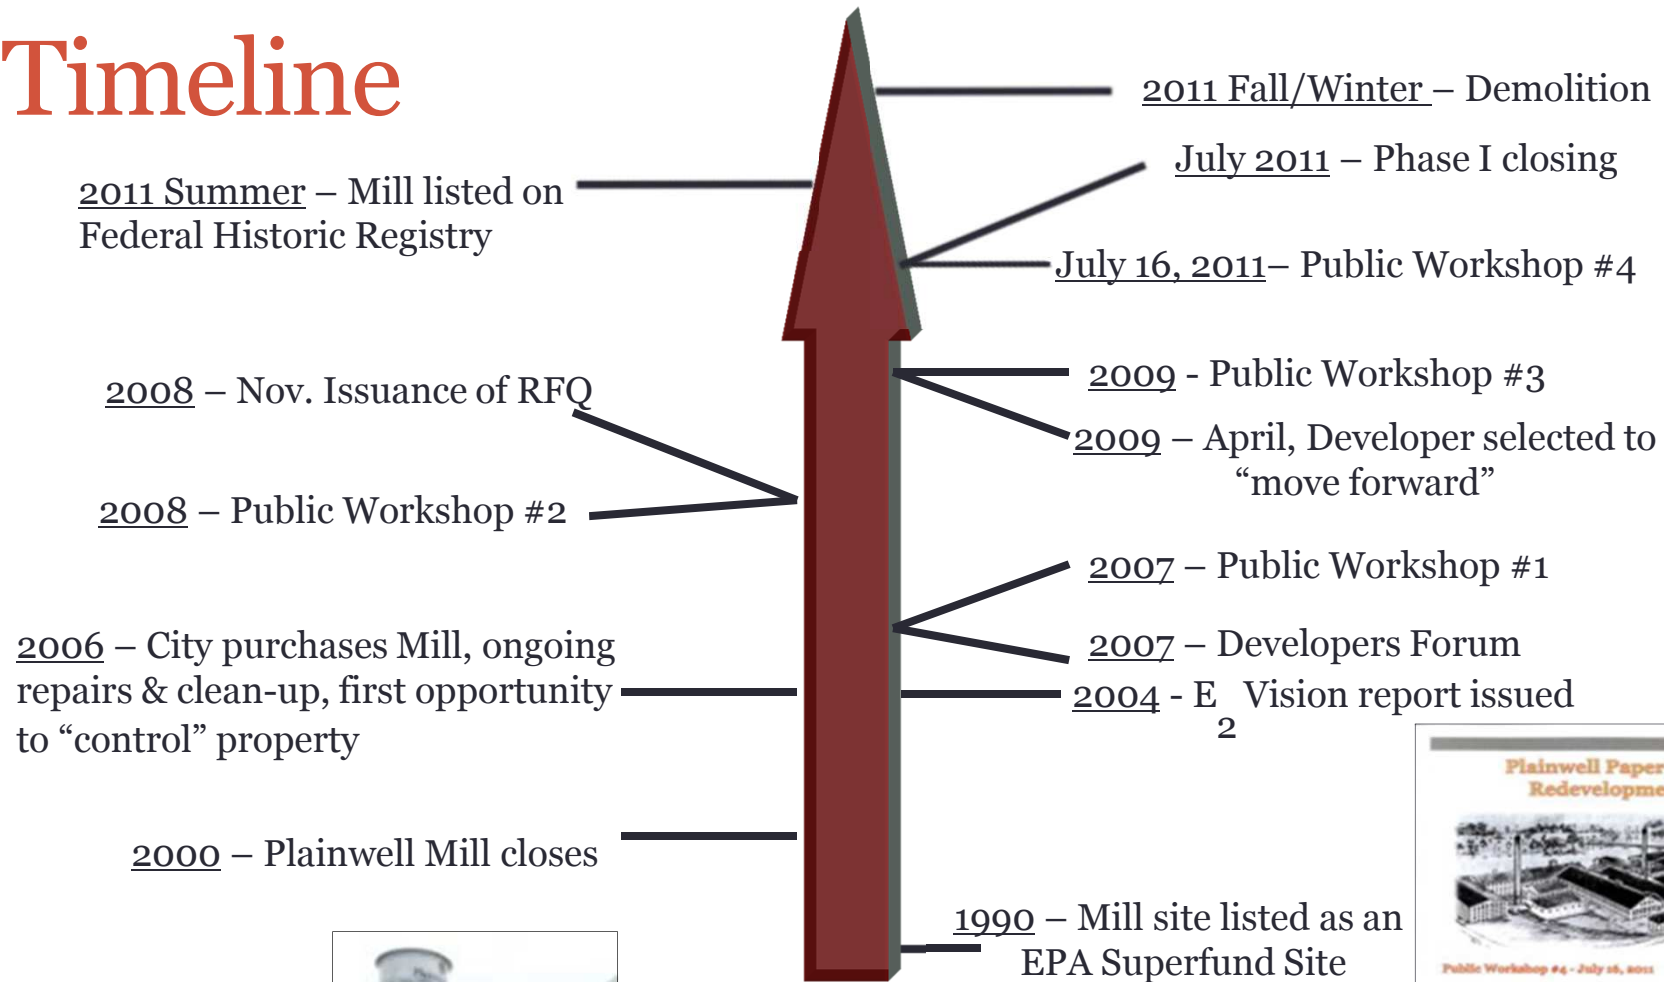 Timeline
2011 Fall/Winter – Demolition
July 2011 – Phase I closing
2011 Summer – Mill listed on
Federal Historic Registry
July 16, 2011– Public Workshop #4
2009 - Public Workshop #3
2008 – Nov. Issuance of RFQ
2009 – April, Developer selected to
“move forward”
2008 – Public Workshop #2
2007 – Public Workshop #1
2007 – Developers Forum
2006 – City purchases Mill, ongoing
repairs & clean-up, first opportunity
to “control” property
2004 - E2 Vision report issued
2000 – Plainwell Mill closes
1990 – Mill site listed as an
EPA Superfund Site
Plainwell Paper
Redevelopme
Public Workshop #4 - July 16, 2011